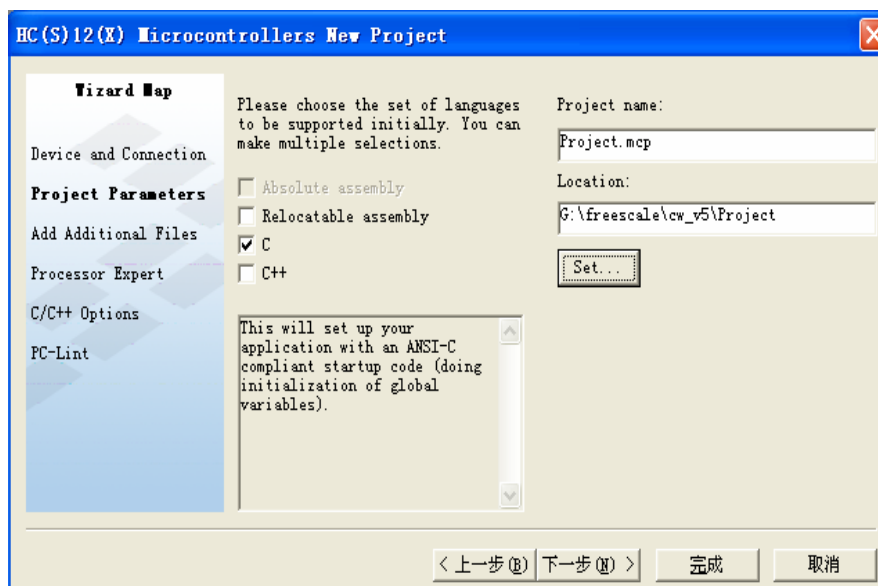 HC(S)12(X) Microcontrollers New Project
Wizard Map
Device and Connection
Project Parameters
Add Additional Files
Processor Expert
C/C++ Options
PC-Lint
Please choose the set of languages
to be supported initially. You can
make multiple selections.
Absolute assembly
Relocatable assembly
C
C++
This will set up your
application with an ANSI-C
compliant startup code (doing
initialization of global
variables).
Project name:
Project.mcp
Location:
G:\freescale\cw_v5\Project
Set...
< 上一步(B) 下一步(N) > 完成 取消